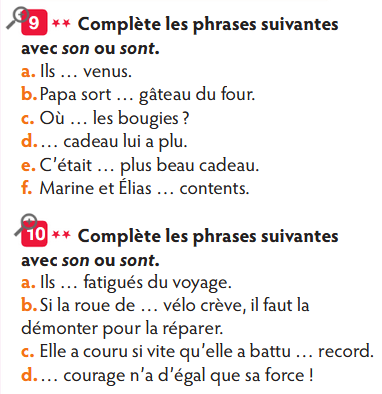 9 ** Complète les phrases suivantes
avec son ou sont.
a. Ils … venus.
b. Papa sort … gâteau du four.
c. Où … les bougies ?
d. … cadeau lui a plu.
e. C'était … plus beau cadeau.
f. Marine et Élias … contents.
10 ** Complète les phrases suivantes
avec son ou sont.
a. Ils … fatigués du voyage.
b. Si la roue de … vélo crève, il faut la
démonter pour la réparer.
c. Elle a couru si vite qu'elle a battu … record.
d. … courage n'a d'égal que sa force !